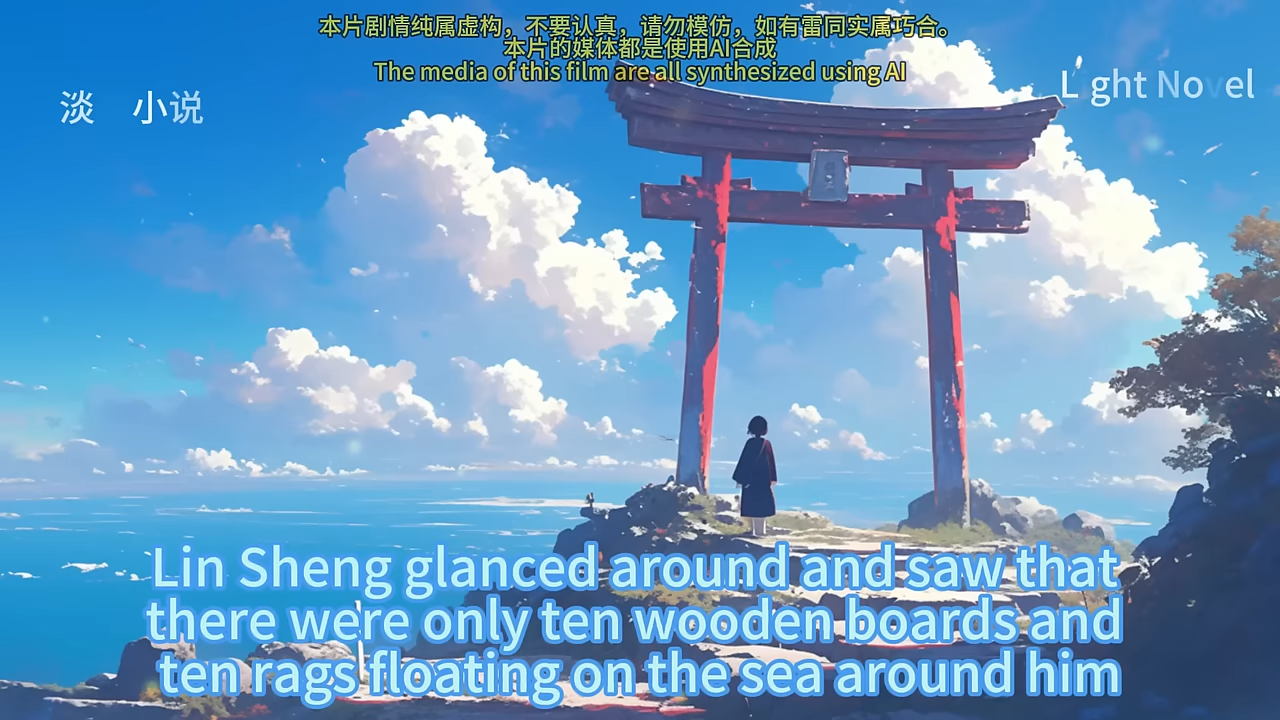 本片剧情纯属虚构，不要认真，请勿模仿，如有雷同实属巧合。
本片的媒体都是使用AI合成
The media of this film are all synthesized using AI
淡 小说
Light Novel
Lin Sheng glanced around and saw that
there were only ten wooden boards and
ten rags floating on the sea around him